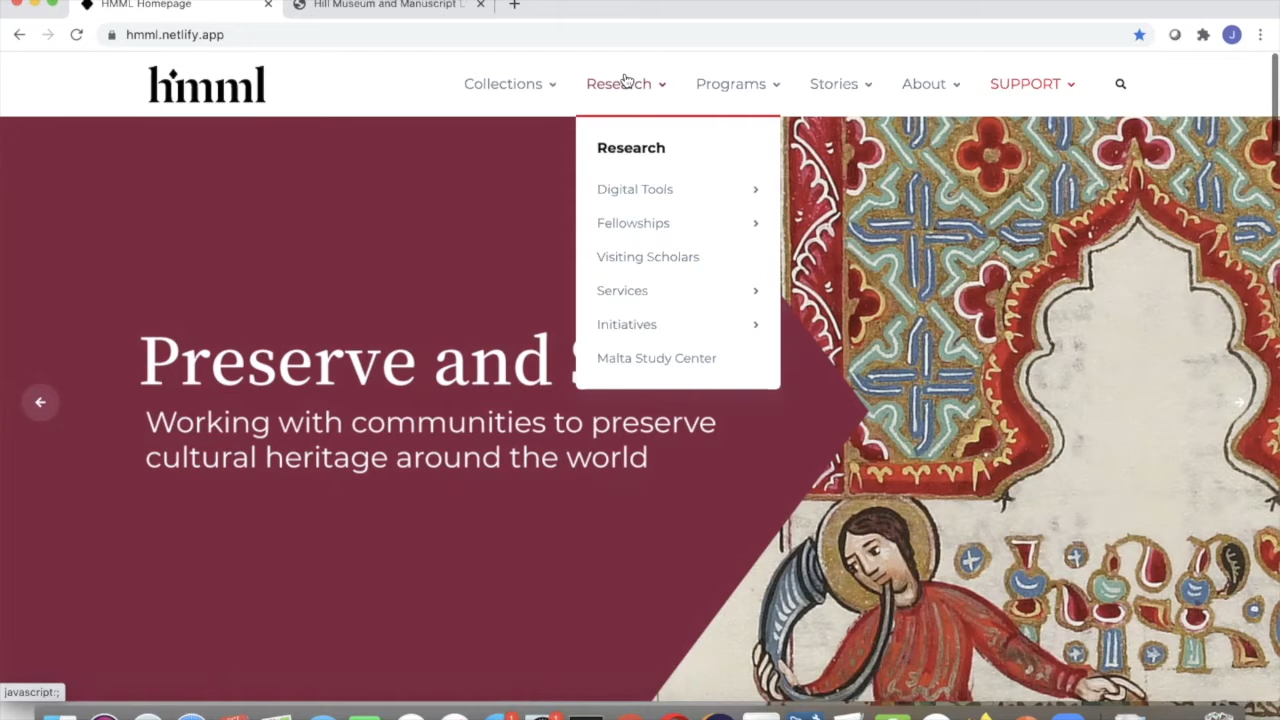 HMML Homepage
Hill Museum and Manuscript L
hmml.netlify.app
J
hmml
Collections
Research
Programs
Stories
About
SUPPORT
Research
Digital Tools
Fellowships
Visiting Scholars
Services
Initiatives
Malta Study Center
Preserve and S
Working with communities to preserve
cultural heritage around the world
javascript:;